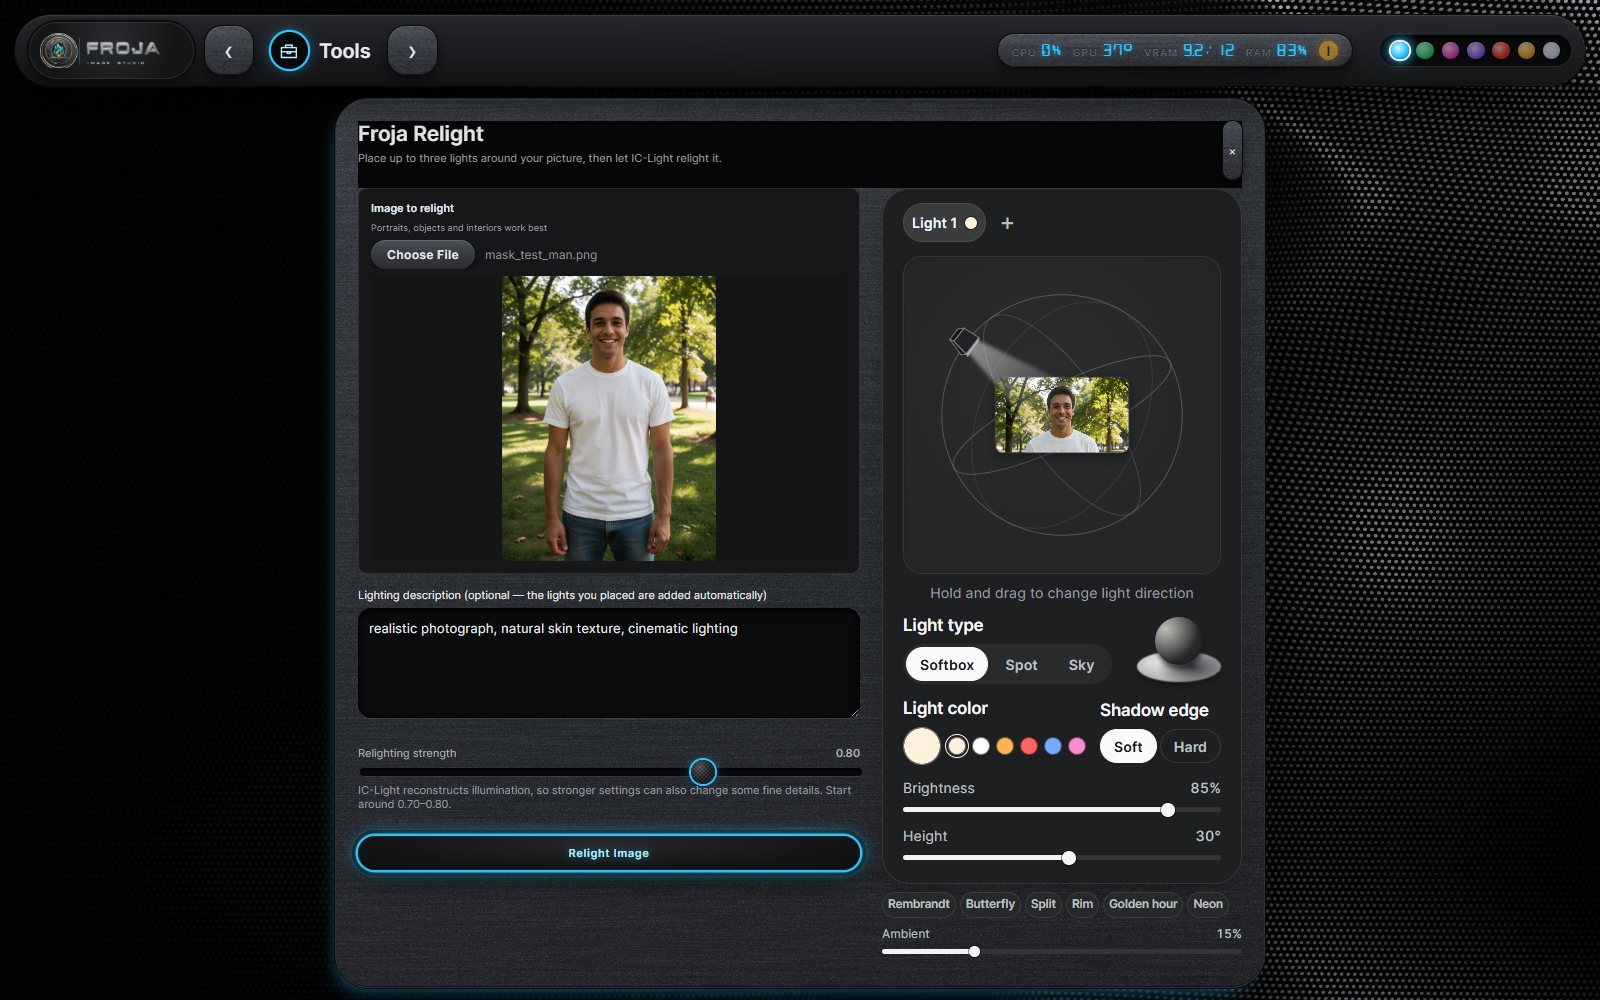 FROJA
IMAGE STUDIO
Tools
CPU 0% GPU 37° VRAM 92. 12 RAM 83%
Froja Relight
Place up to three lights around your picture, then let IC-Light relight it.
×
Image to relight
Portraits, objects and interiors work best
Choose File mask_test_man.png
Light 1 +
Hold and drag to change light direction
Lighting description (optional — the lights you placed are added automatically)
realistic photograph, natural skin texture, cinematic lighting
Relighting strength 0.80
IC-Light reconstructs illumination, so stronger settings can also change some fine details. Start
around 0.70–0.80.
Relight Image
Light type
Softbox Spot Sky
Light color
Shadow edge
Soft Hard
Brightness 85%
Height 30°
Rembrandt Butterfly Split Rim Golden hour Neon
Ambient 15%